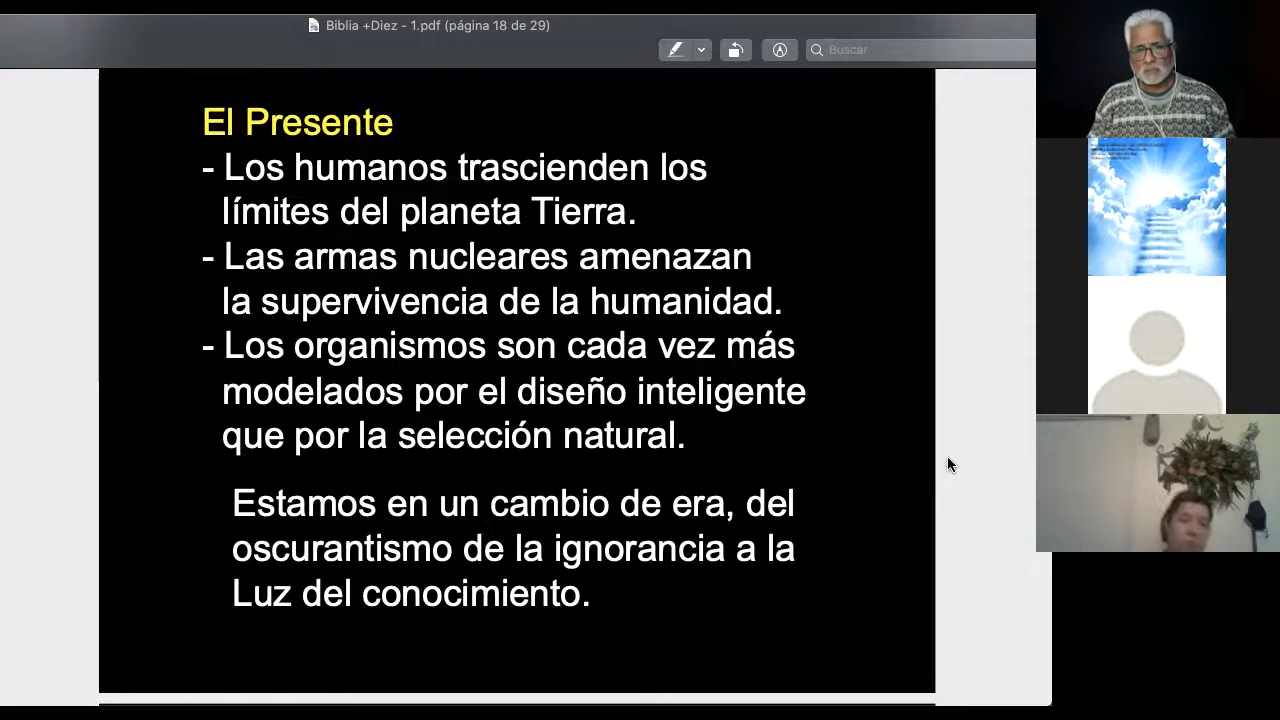 Biblia +Diez - 1.pdf (página 18 de 29)
Buscar
El Presente
- Los humanos trascienden los
límites del planeta Tierra.
- Las armas nucleares amenazan
la supervivencia de la humanidad.
- Los organismos son cada vez más
modelados por el diseño inteligente
que por la selección natural.
Estamos en un cambio de era, del
oscurantismo de la ignorancia a la
Luz del conocimiento.